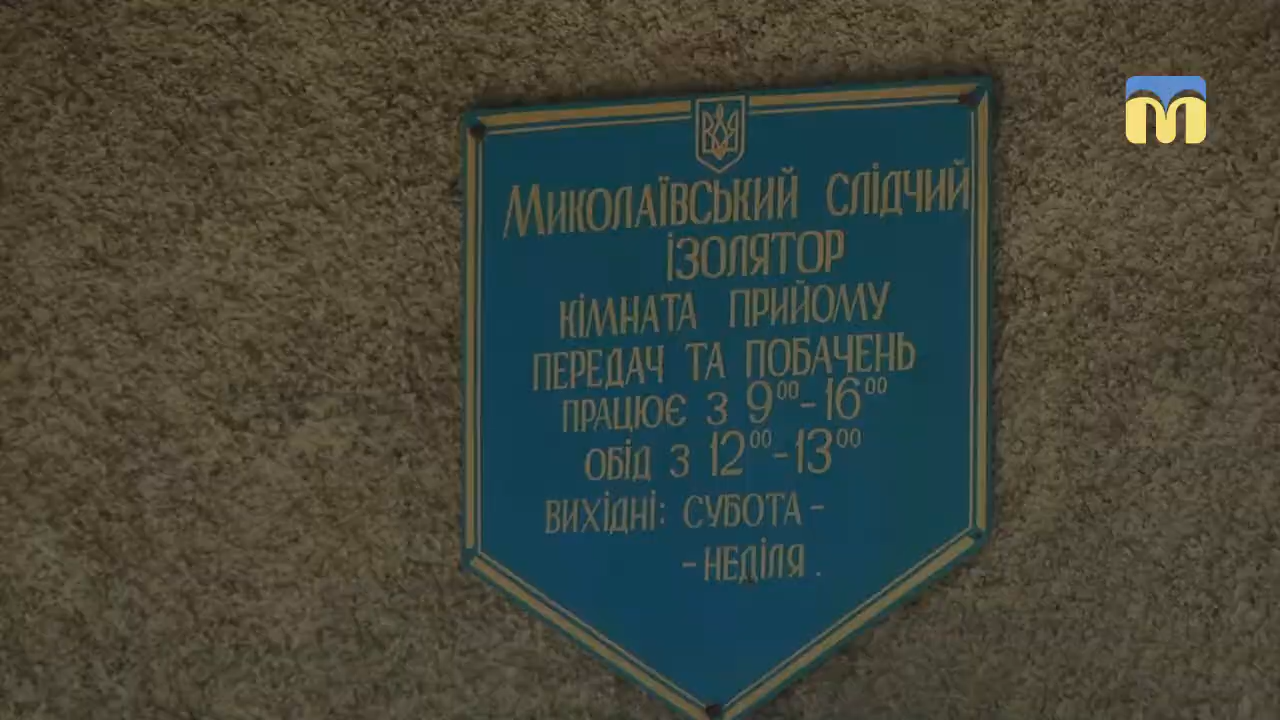 Миколаївський слідчий
ізолятор
кімната прийому
передач та побачень
працює з 9⁰⁰-16⁰⁰
обід з 12⁰⁰-13⁰⁰
вихідні: субота-
-неділя.